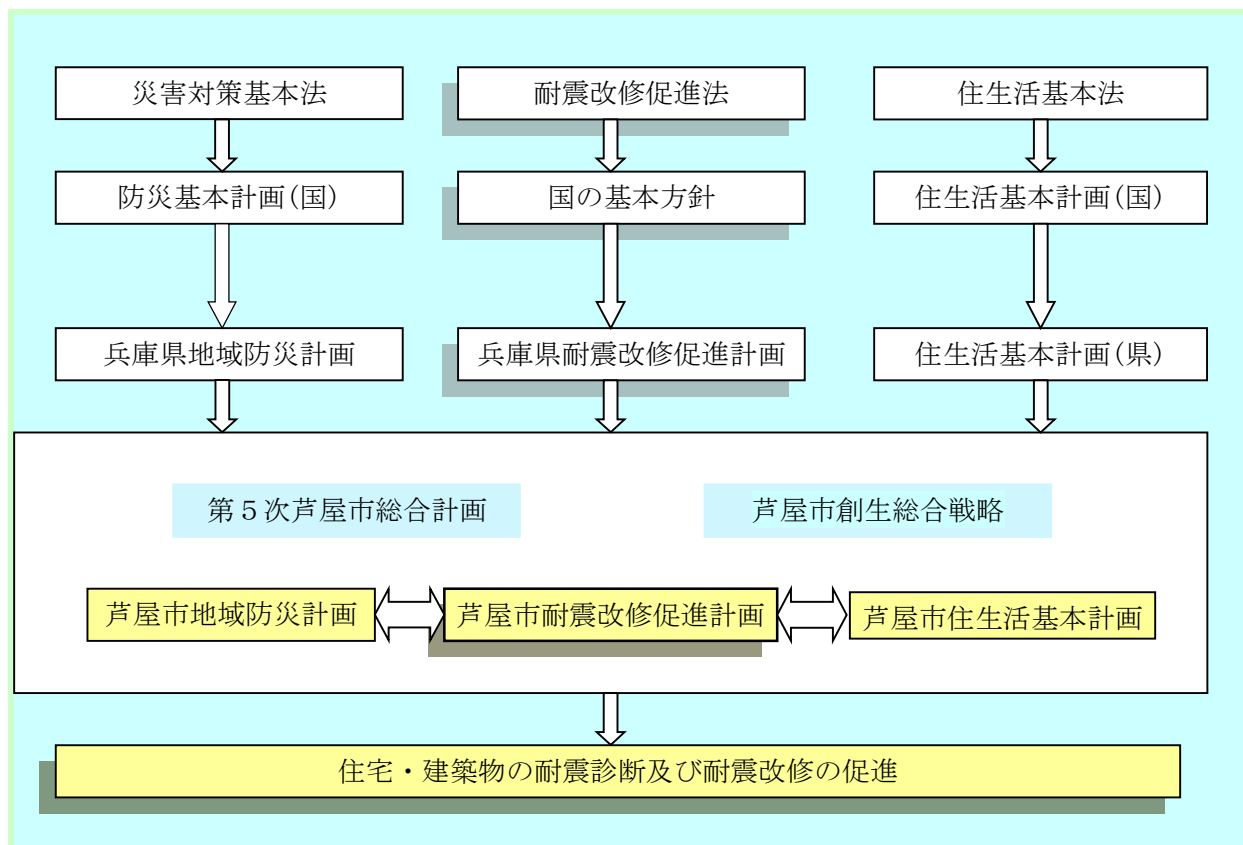 災害対策基本法
耐震改修促進法
住生活基本法
防災基本計画(国)
国の基本方針
住生活基本計画(国)
兵庫県地域防災計画
兵庫県耐震改修促進計画
住生活基本計画(県)
第5次芦屋市総合計画
芦屋市創生総合戦略
芦屋市地域防災計画
芦屋市耐震改修促進計画
芦屋市住生活基本計画
住宅・建築物の耐震診断及び耐震改修の促進